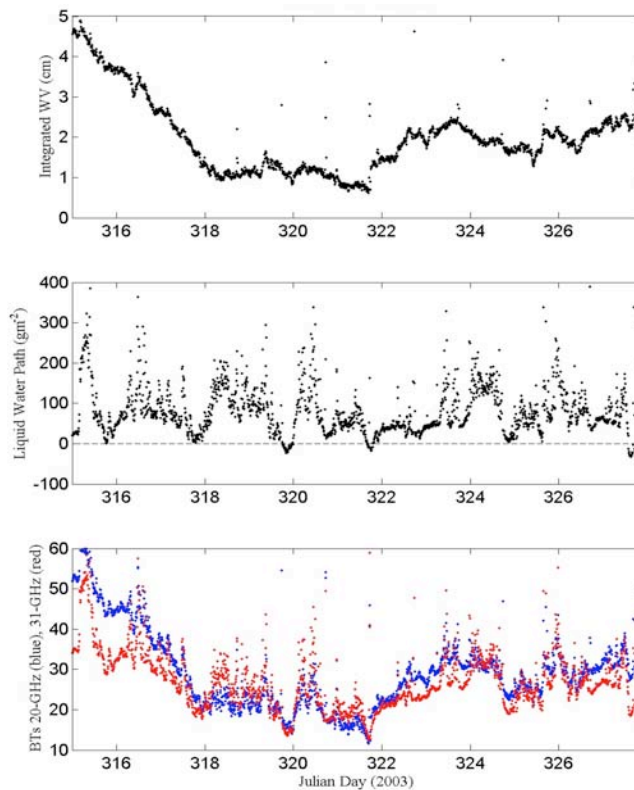 5
4
3
2
1
0
Integrated WV (cm)
316 318 320 322 324 326
400
300
200
100
0
-100
Liquid Water Path (gm-2)
316 318 320 322 324 326
60
50
40
30
20
10
BTs 20-GHz (blue), 31-GHz (red)
316 318 320 322 324 326
Julian Day (2003)